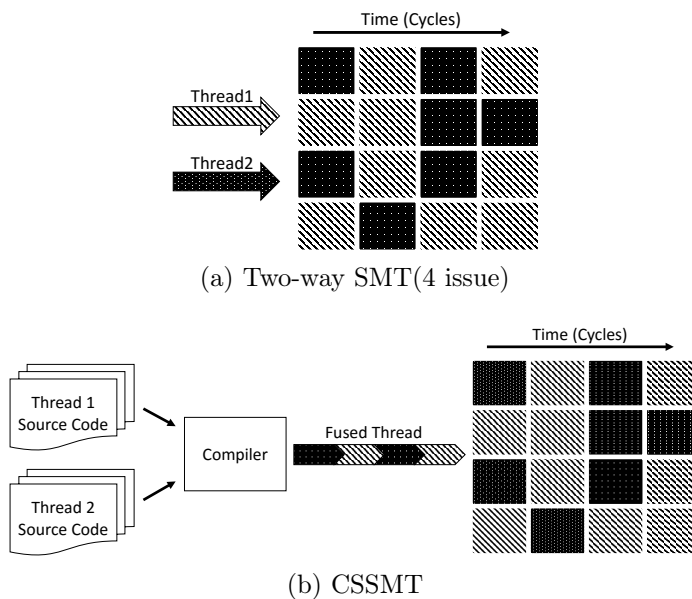 Time (Cycles)
Thread1
Thread2
(a) Two-way SMT(4 issue)
Time (Cycles)
Thread 1
Source Code
Compiler
Fused Thread
Thread 2
Source Code
(b) CSSMT